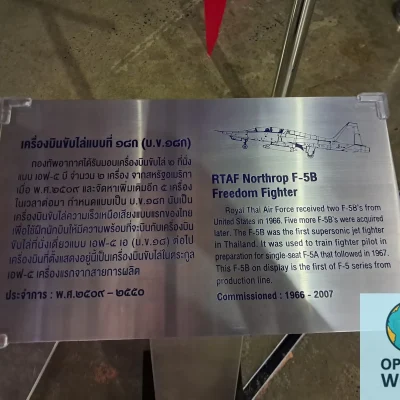 เครื่องบินขับไล่แบบที่ ๑๘ก (บ.ข.๑๘ก)
กองทัพอากาศได้รับมอบเครื่องบินขับไล่ ๒ ที่นั่ง
แบบ เอฟ-๕ บี จำนวน ๒ เครื่อง จากสหรัฐอเมริกา
เมื่อ พ.ศ.๒๕๐๙ และจัดหาเพิ่มเติมอีก ๕ เครื่อง
ในเวลาต่อมา กำหนดแบบเป็น บ.ข.๑๘ก นับเป็น
เครื่องบินขับไล่ความเร็วเหนือเสียงแบบแรกของไทย
เพื่อใช้ฝึกนักบินให้มีความพร้อมที่จะบินกับเครื่องบิน
ขับไล่ที่นั่งเดี่ยวแบบ เอฟ-๕ เอ (บ.ข.๑๘) ต่อไป
เครื่องบินที่ตั้งแสดงอยู่นี้เป็นเครื่องบินขับไล่ในตระกูล
เอฟ-๕ เครื่องแรกจากสายการผลิต
ประจำการ : พ.ศ.๒๕๐๙ - ๒๕๕๐
RTAF Northrop F-5B
Freedom Fighter
Royal Thai Air Force received two F-5B's from
United States in 1966. Five more F-5B's were acquired
later. The F-5B was the first supersonic jet fighter
in Thailand. It was used to train fighter pilot in
preparation for single-seat F-5A that followed in 1967.
This F-5B on display is the first of F-5 series from
production line.
Commissioned : 1966 - 2007